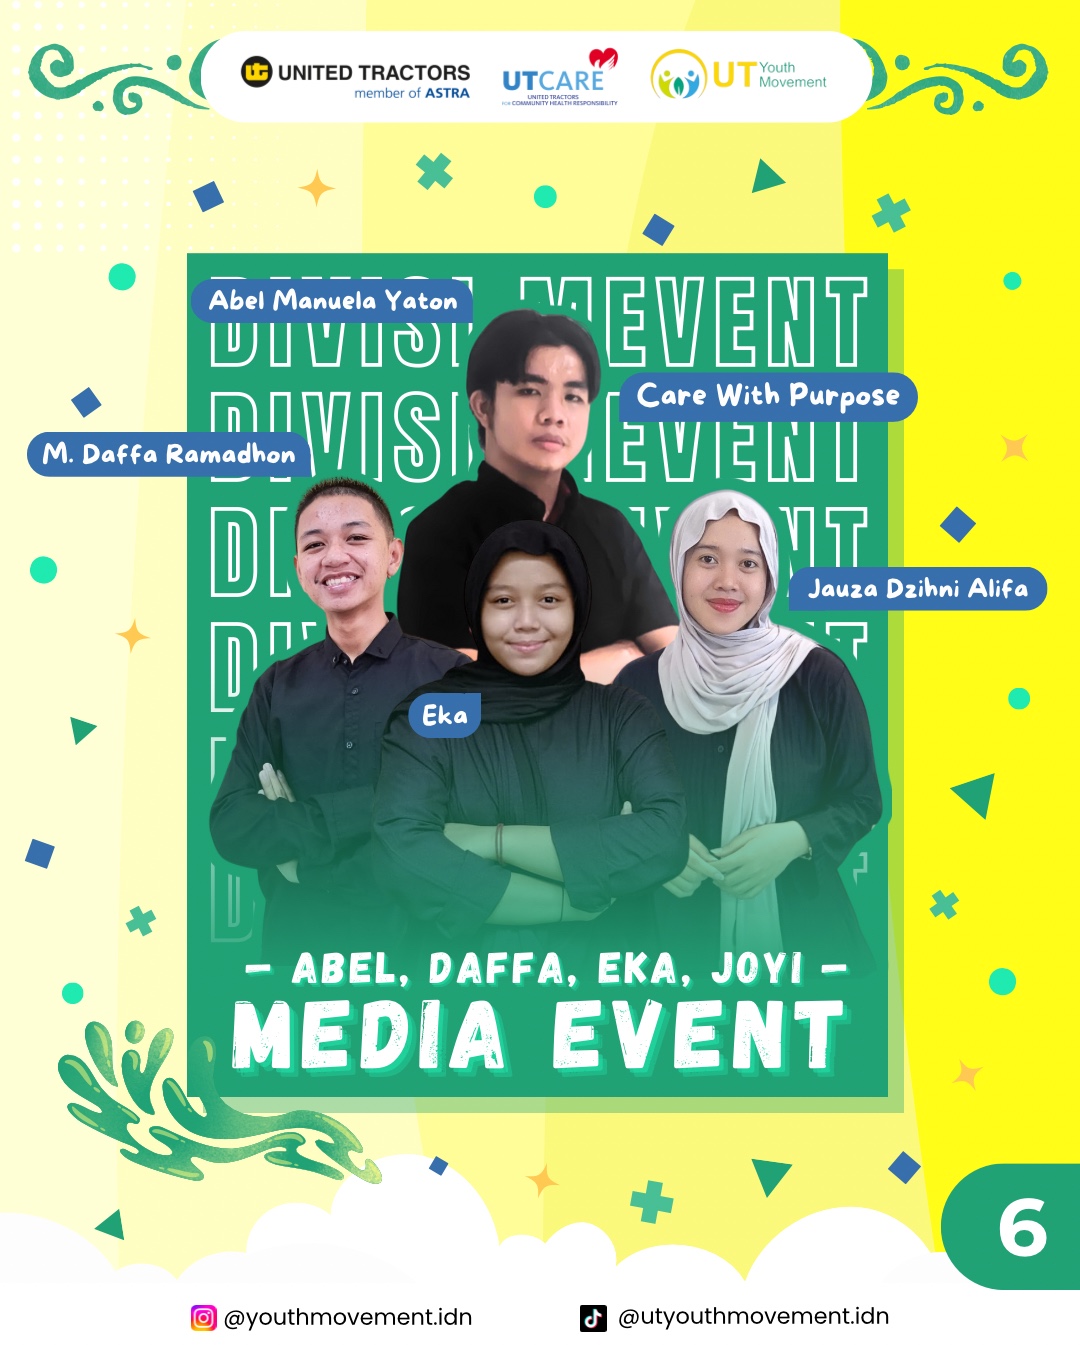 UNITED TRACTORS
member of ASTRA
UTCARE
UNITED TRACTORS
FOR COMMUNITY HEALTH RESPONSIBILITY
UT Youth
Movement
DIVISI MEVENT
Abel Manuela Yaton
Care With Purpose
DIVISI MEVENT
M. Daffa Ramadhon
Jauza Dzihni Alifa
Eka
– ABEL, DAFFA, EKA, JOYI –
MEDIA EVENT
6
@youthmovement.idn
@utyouthmovement.idn